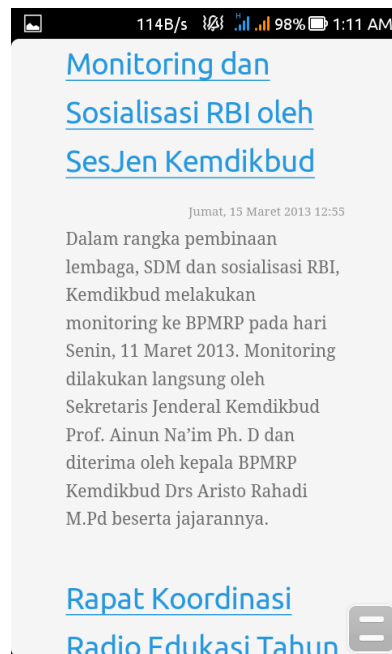 114B/s 98% 1:11 AM
Monitoring dan
Sosialisasi RBI oleh
SesJen Kemdikbud
Jumat, 15 Maret 2013 12:55
Dalam rangka pembinaan
lembaga, SDM dan sosialisasi RBI,
Kemdikbud melakukan
monitoring ke BPMRP pada hari
Senin, 11 Maret 2013. Monitoring
dilakukan langsung oleh
Sekretaris Jenderal Kemdikbud
Prof. Ainun Na’im Ph. D dan
diterima oleh kepala BPMRP
Kemdikbud Drs Aristo Rahadi
M.Pd beserta jajarannya.
Rapat Koordinasi
Radio Edukasi Tahun